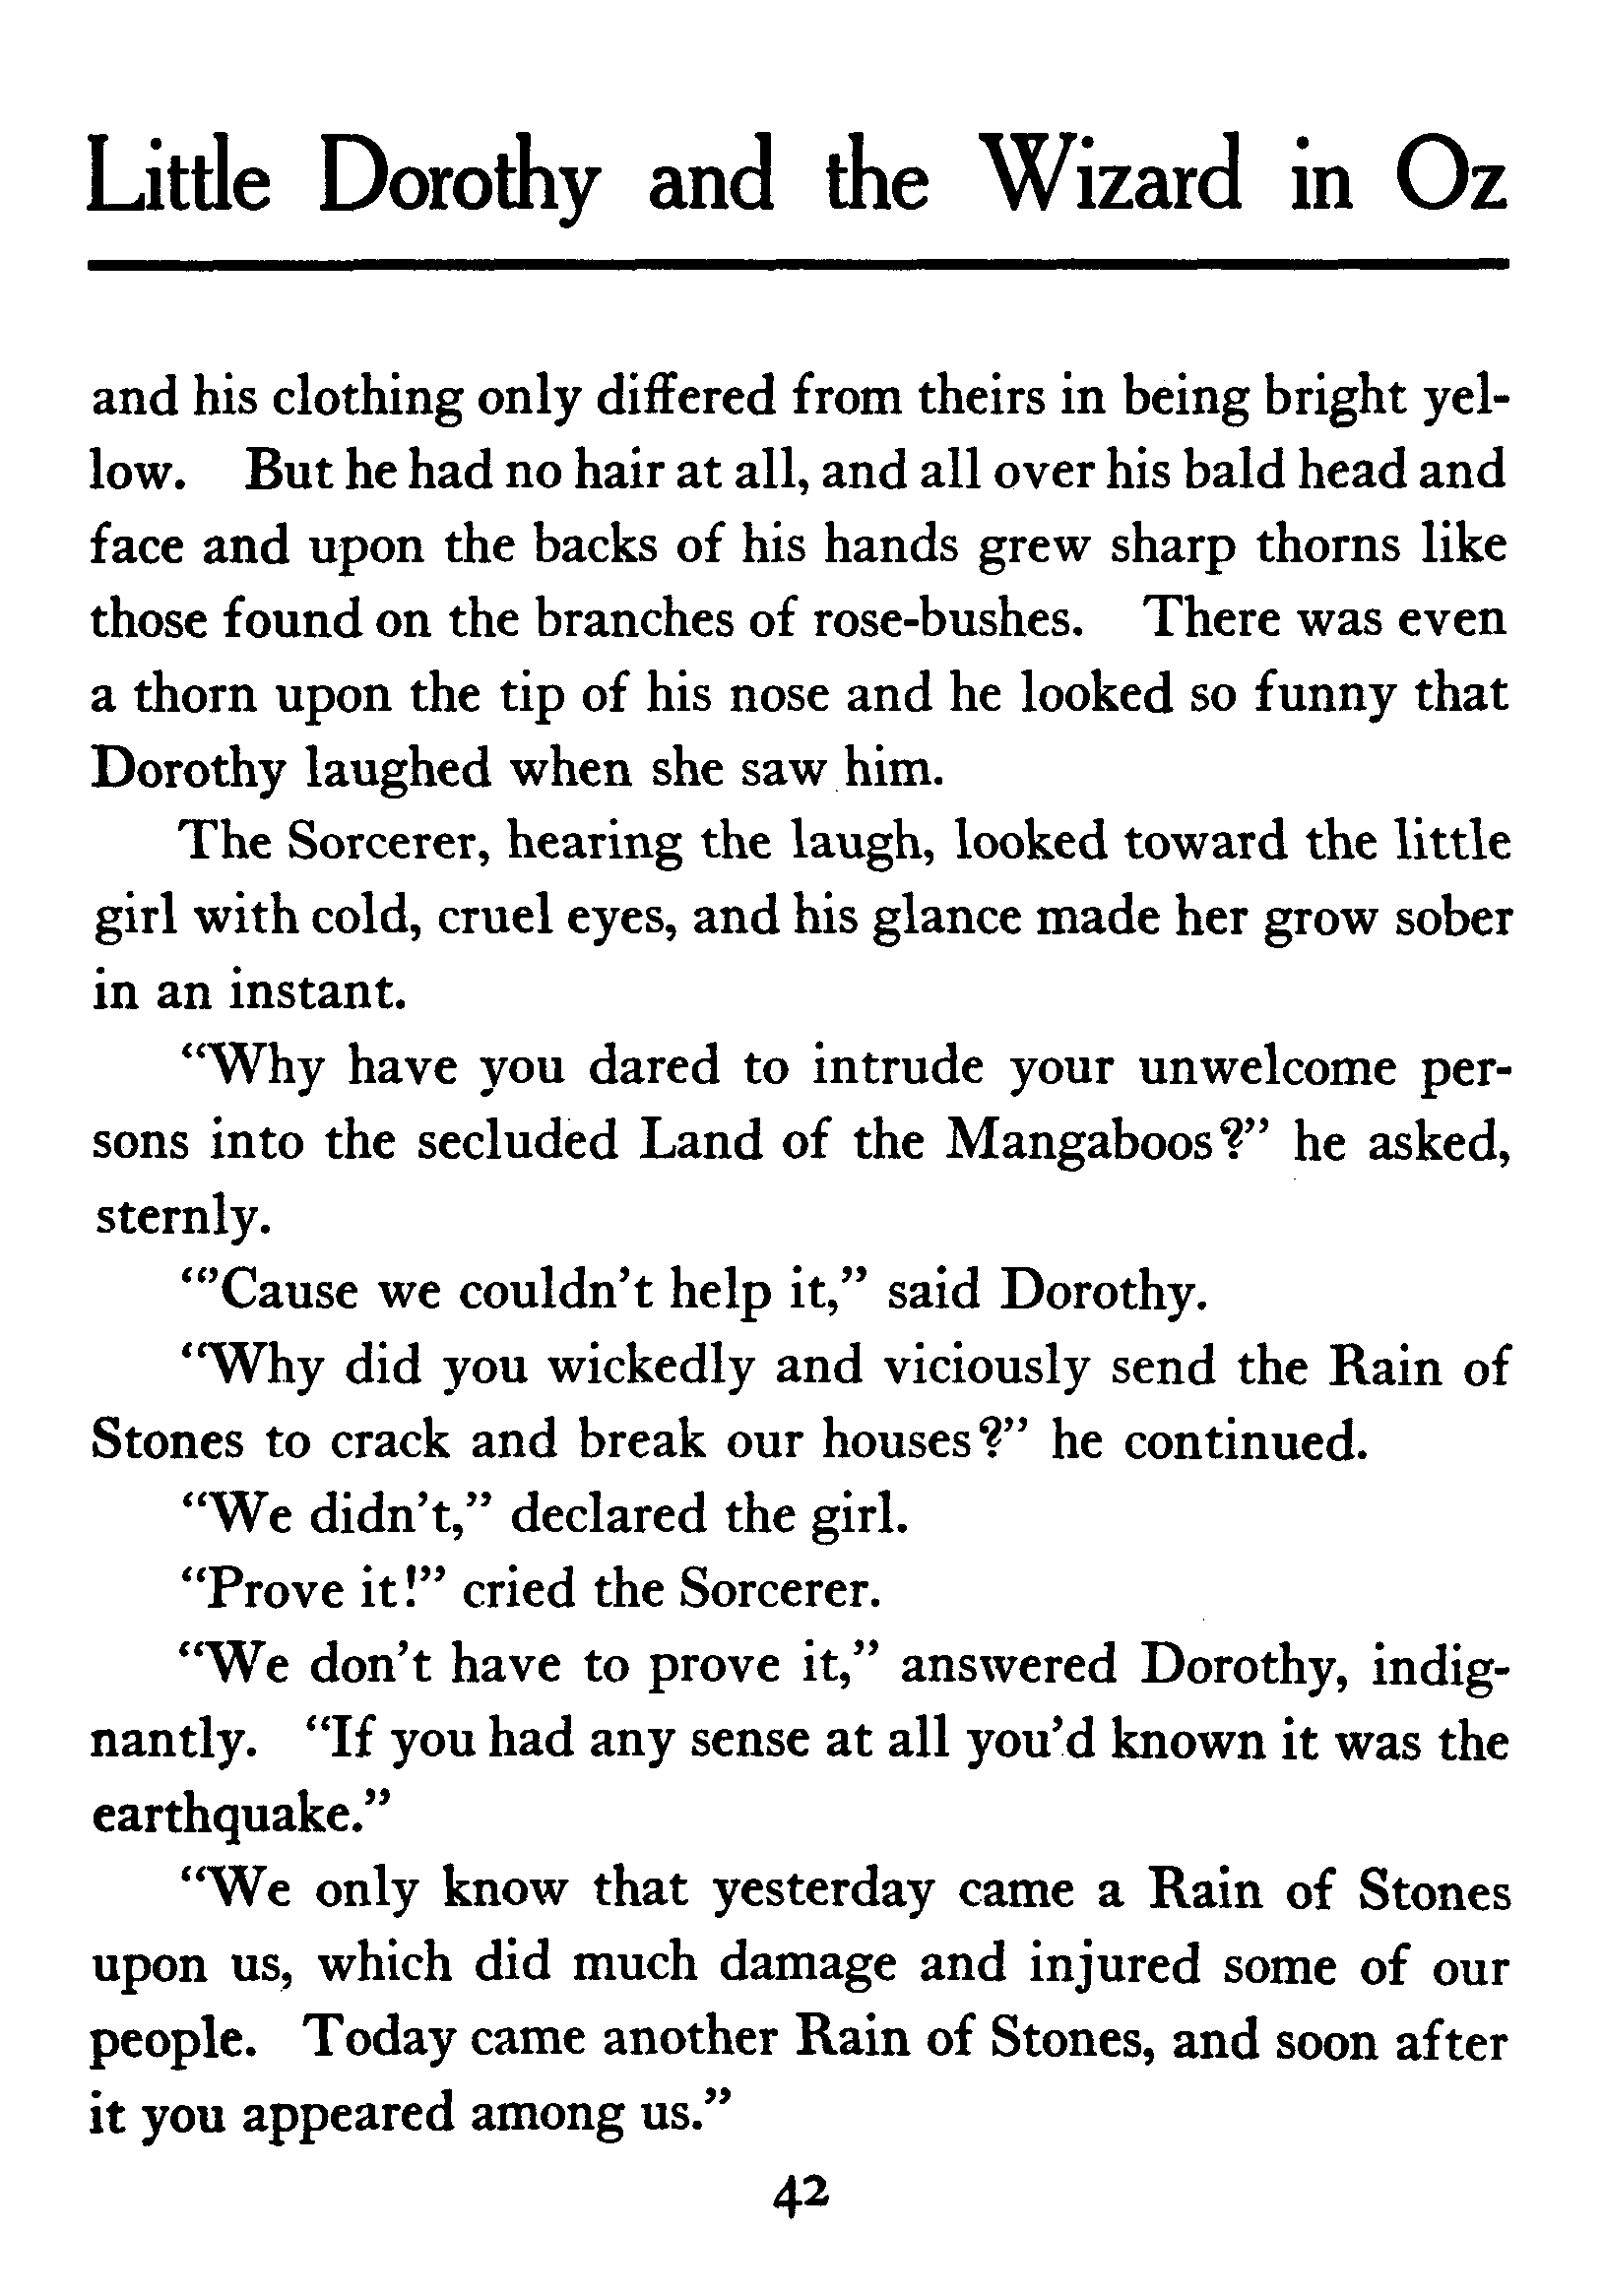 Little Dorothy and the Wizard in Oz
and his clothing only differed from theirs in being bright yel-
low. But he had no hair at all, and all over his bald head and
face and upon the backs of his hands grew sharp thorns like
those found on the branches of rose-bushes. There was even
a thorn upon the tip of his nose and he looked so funny that
Dorothy laughed when she saw him.
The Sorcerer, hearing the laugh, looked toward the little
girl with cold, cruel eyes, and his glance made her grow sober
in an instant.
“Why have you dared to intrude your unwelcome per-
sons into the secluded Land of the Mangaboos?” he asked,
sternly.
“’Cause we couldn’t help it,” said Dorothy.
“Why did you wickedly and viciously send the Rain of
Stones to crack and break our houses?” he continued.
“We didn’t,” declared the girl.
“Prove it!” cried the Sorcerer.
“We don’t have to prove it,” answered Dorothy, indig-
nantly. “If you had any sense at all you’d known it was the
earthquake.”
“We only know that yesterday came a Rain of Stones
upon us, which did much damage and injured some of our
people. Today came another Rain of Stones, and soon after
it you appeared among us.”
42